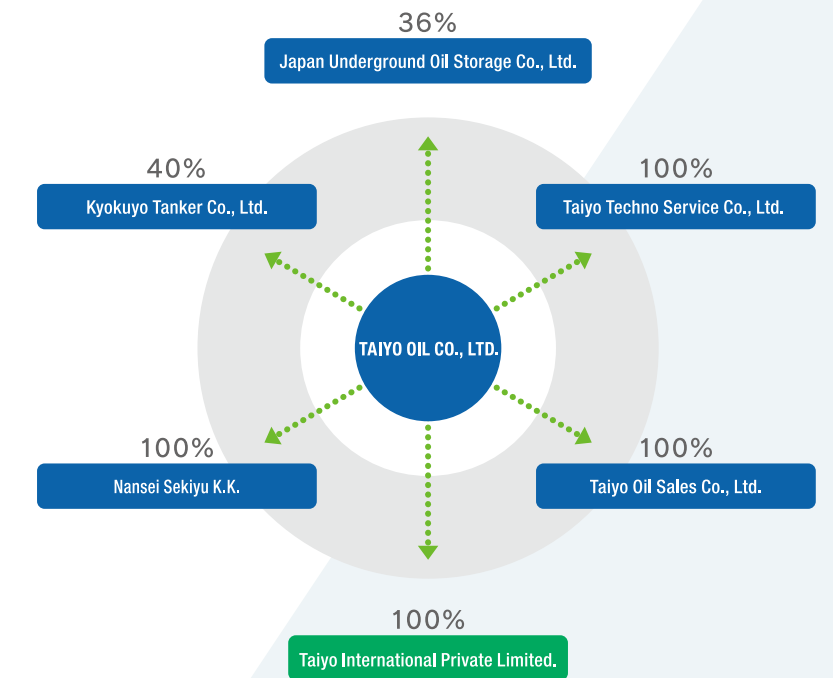 36%
Japan Underground Oil Storage Co., Ltd.
40%
Kyokuyo Tanker Co., Ltd.
100%
Taiyo Techno Service Co., Ltd.
TAIYO OIL CO., LTD.
100%
Nansei Sekiyu K.K.
100%
Taiyo Oil Sales Co., Ltd.
100%
Taiyo International Private Limited.